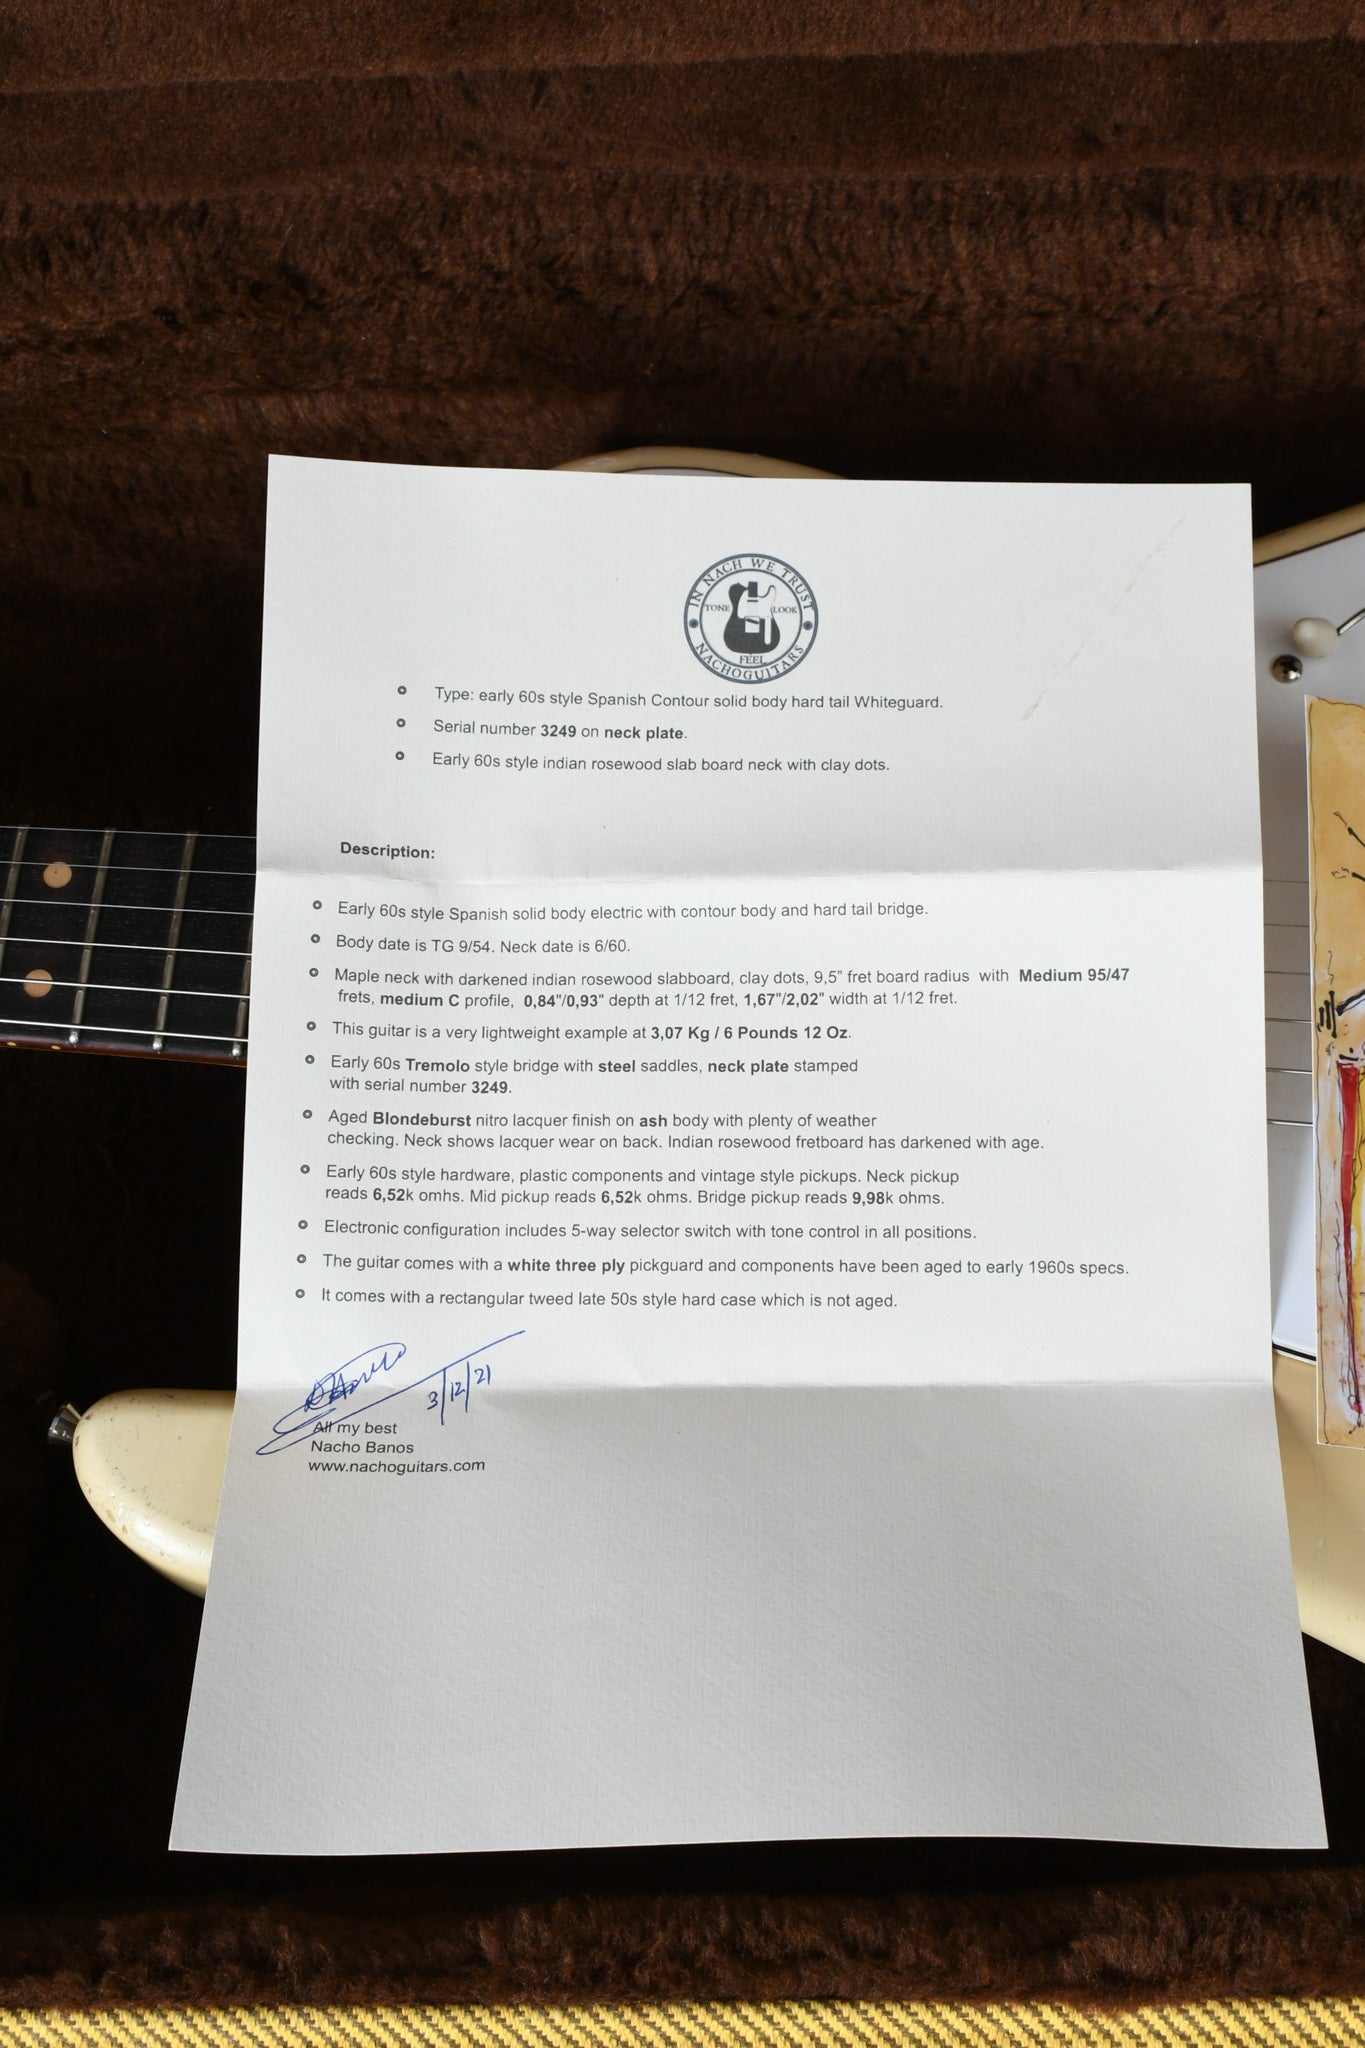 IN NACH WE TRUST
TONE LOOK
FEEL
NACHOGUITARS
Type: early 60s style Spanish Contour solid body hard tail Whiteguard.
Serial number 3249 on neck plate.
Early 60s style indian rosewood slab board neck with clay dots.
Description:
Early 60s style Spanish solid body electric with contour body and hard tail bridge.
Body date is TG 9/54. Neck date is 6/60.
Maple neck with darkened indian rosewood slabboard, clay dots, 9,5" fret board radius with Medium 95/47
frets, medium C profile, 0,84"/0,93" depth at 1/12 fret, 1,67"/2,02" width at 1/12 fret.
This guitar is a very lightweight example at 3,07 Kg / 6 Pounds 12 Oz.
Early 60s Tremolo style bridge with steel saddles, neck plate stamped
with serial number 3249.
Aged Blondeburst nitro lacquer finish on ash body with plenty of weather
checking. Neck shows lacquer wear on back. Indian rosewood fretboard has darkened with age.
Early 60s style hardware, plastic components and vintage style pickups. Neck pickup
reads 6,52k omhs. Mid pickup reads 6,52k ohms. Bridge pickup reads 9,98k ohms.
Electronic configuration includes 5-way selector switch with tone control in all positions.
The guitar comes with a white three ply pickguard and components have been aged to early 1960s specs.
It comes with a rectangular tweed late 50s style hard case which is not aged.
3/12/21
All my best
Nacho Banos
www.nachoguitars.com